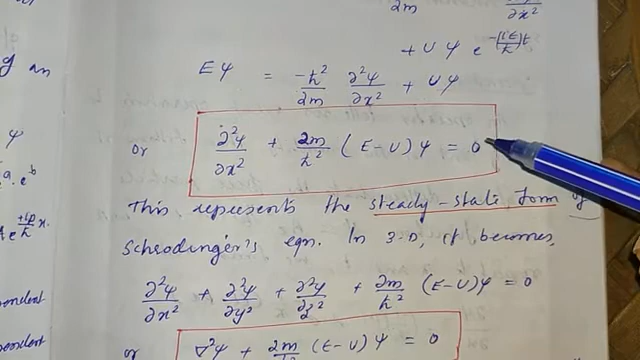 2m ∂x²
+ U ψ e^-(iE/ħ)t
g an
Eψ = -ħ²/2m ∂²ψ/∂x² + Uψ
ψ
or ∂²ψ/∂x² + 2m/ħ² (E-U) ψ = 0
a.e^b
This represents the steady-state form of
Schrodinger's eqn. In 3-D, it becomes,
∂²ψ/∂x² + ∂²ψ/∂y² + ∂²ψ/∂z² + 2m/ħ² (E-U)ψ = 0
or ∇²ψ + 2m/ħ² (E-U) ψ = 0